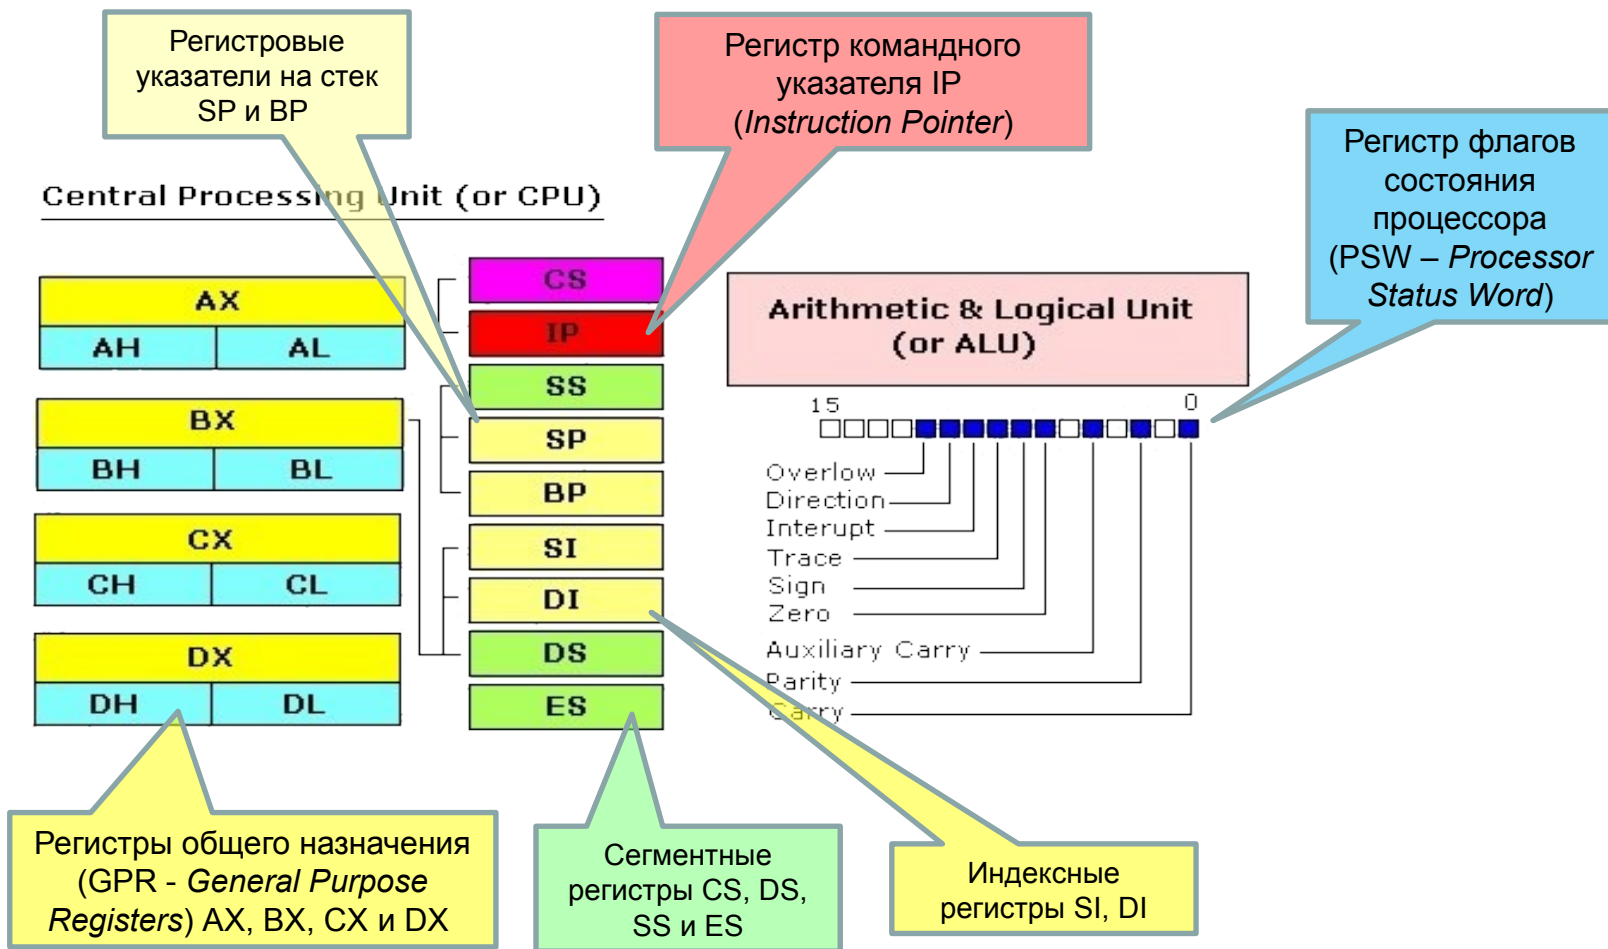 Регистровые
указатели на стек
SP и BP
Регистр командного
указателя IP
(Instruction Pointer)
Регистр флагов
состояния
процессора
(PSW – Processor
Status Word)
Central Processing Unit (or CPU)
AX
AH AL
BX
BH BL
CX
CH CL
DX
DH DL
CS
IP
SS
SP
BP
SI
DI
DS
ES
Arithmetic & Logical Unit
(or ALU)
15 0
Overlow
Direction
Interupt
Trace
Sign
Zero
Auxiliary Carry
Parity
Carry
Регистры общего назначения
(GPR - General Purpose
Registers) AX, BX, CX и DX
Сегментные
регистры CS, DS,
SS и ES
Индексные
регистры SI, DI